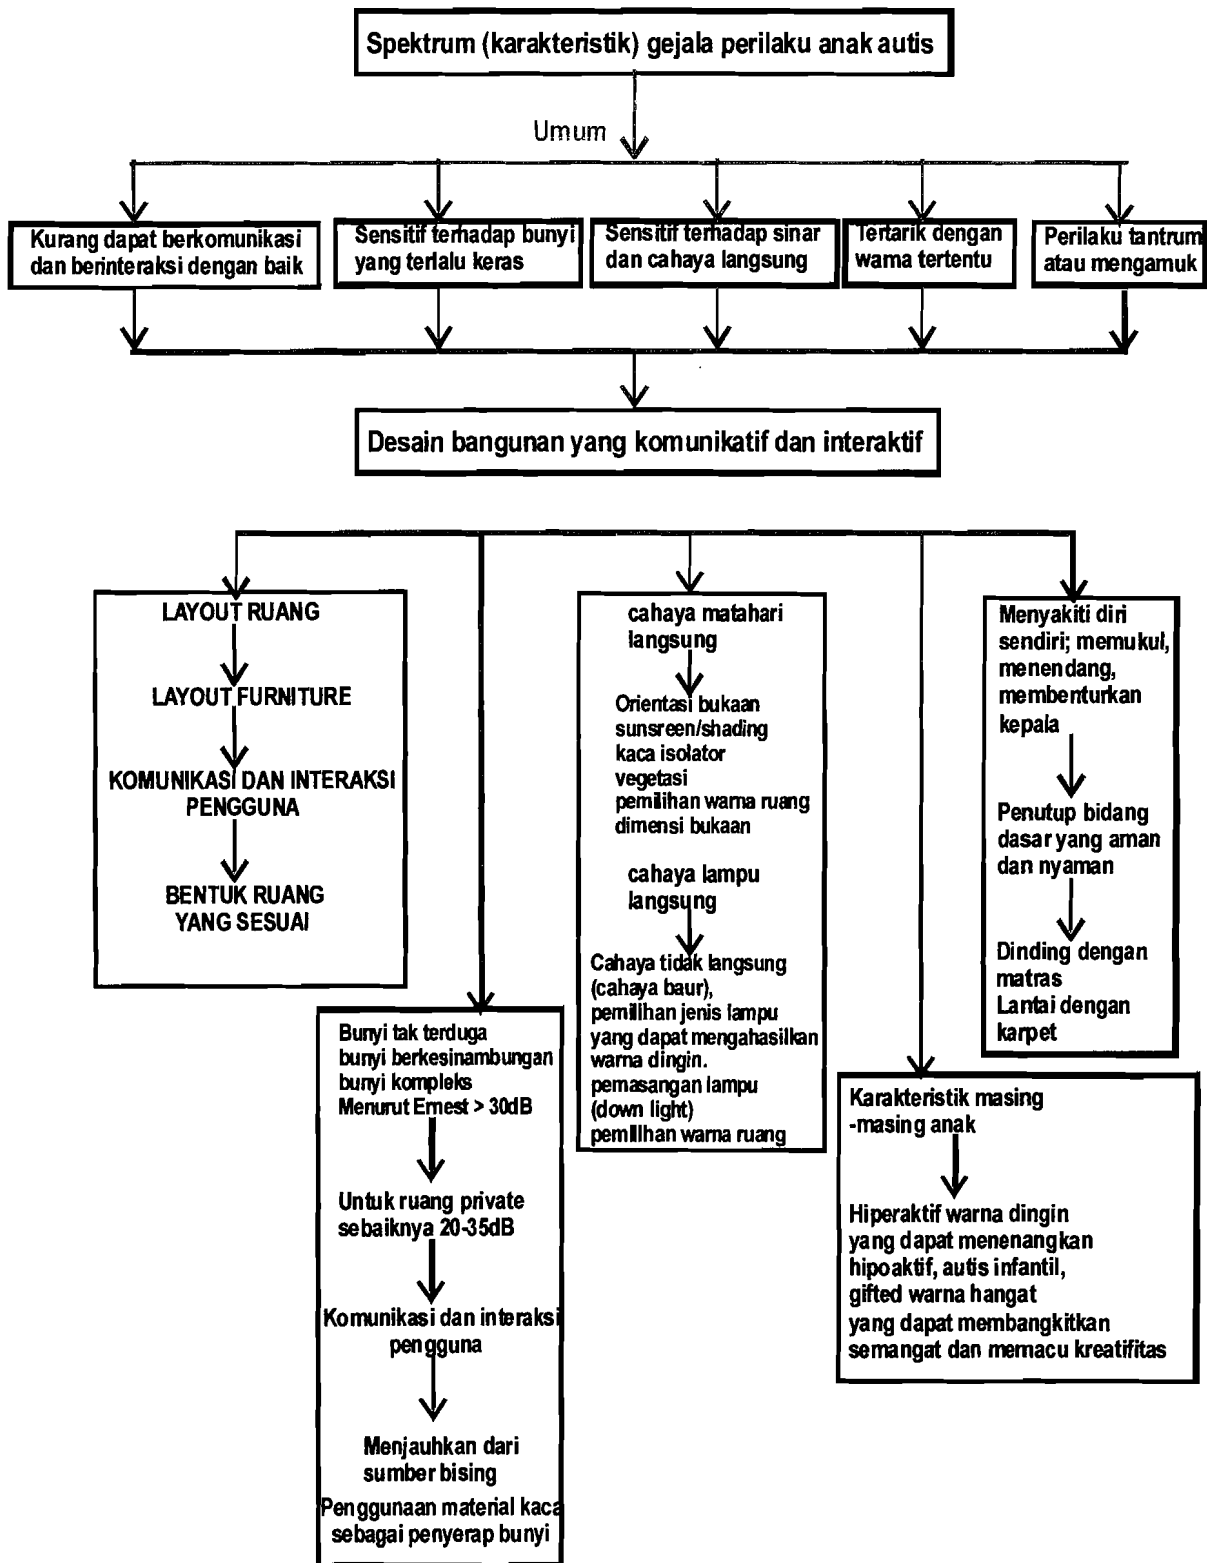 Spektrum (karakteristik) gejala perilaku anak autis
Umum
Kurang dapat berkomunikasi
dan berinteraksi dengan baik
Sensitif terhadap bunyi
yang terlalu keras
Sensitif terhadap sinar
dan cahaya langsung
Tertarik dengan
warna tertentu
Perilaku tantrum
atau mengamuk
Desain bangunan yang komunikatif dan interaktif
LAYOUT RUANG
LAYOUT FURNITURE
KOMUNIKASI DAN INTERAKSI
PENGGUNA
BENTUK RUANG
YANG SESUAI
Bunyi tak terduga
bunyi berkesinambungan
bunyi kompleks
Menurut Ernest > 30dB
Untuk ruang private
sebaiknya 20-35dB
Komunikasi dan interaksi
pengguna
Menjauhkan dari
sumber bising
Penggunaan material kaca
sebagai penyerap bunyi
cahaya matahari
langsung
Orientasi bukaan
sunsreen/shading
kaca isolator
vegetasi
pemilihan warna ruang
dimensi bukaan
cahaya lampu
langsung
Cahaya tidak langsung
(cahaya baur),
pemilihan jenis lampu
yang dapat mengahasilkan
warna dingin.
pemasangan lampu
(down light)
pemilihan warna ruang
Karakteristik masing
-masing anak
Hiperaktif warna dingin
yang dapat menenangkan
hipoaktif, autis infantil,
gifted warna hangat
yang dapat membangkitkan
semangat dan memacu kreatifitas
Menyakiti diri
sendiri; memukul,
menendang,
membenturkan
kepala
Penutup bidang
dasar yang aman
dan nyaman
Dinding dengan
matras
Lantai dengan
karpet